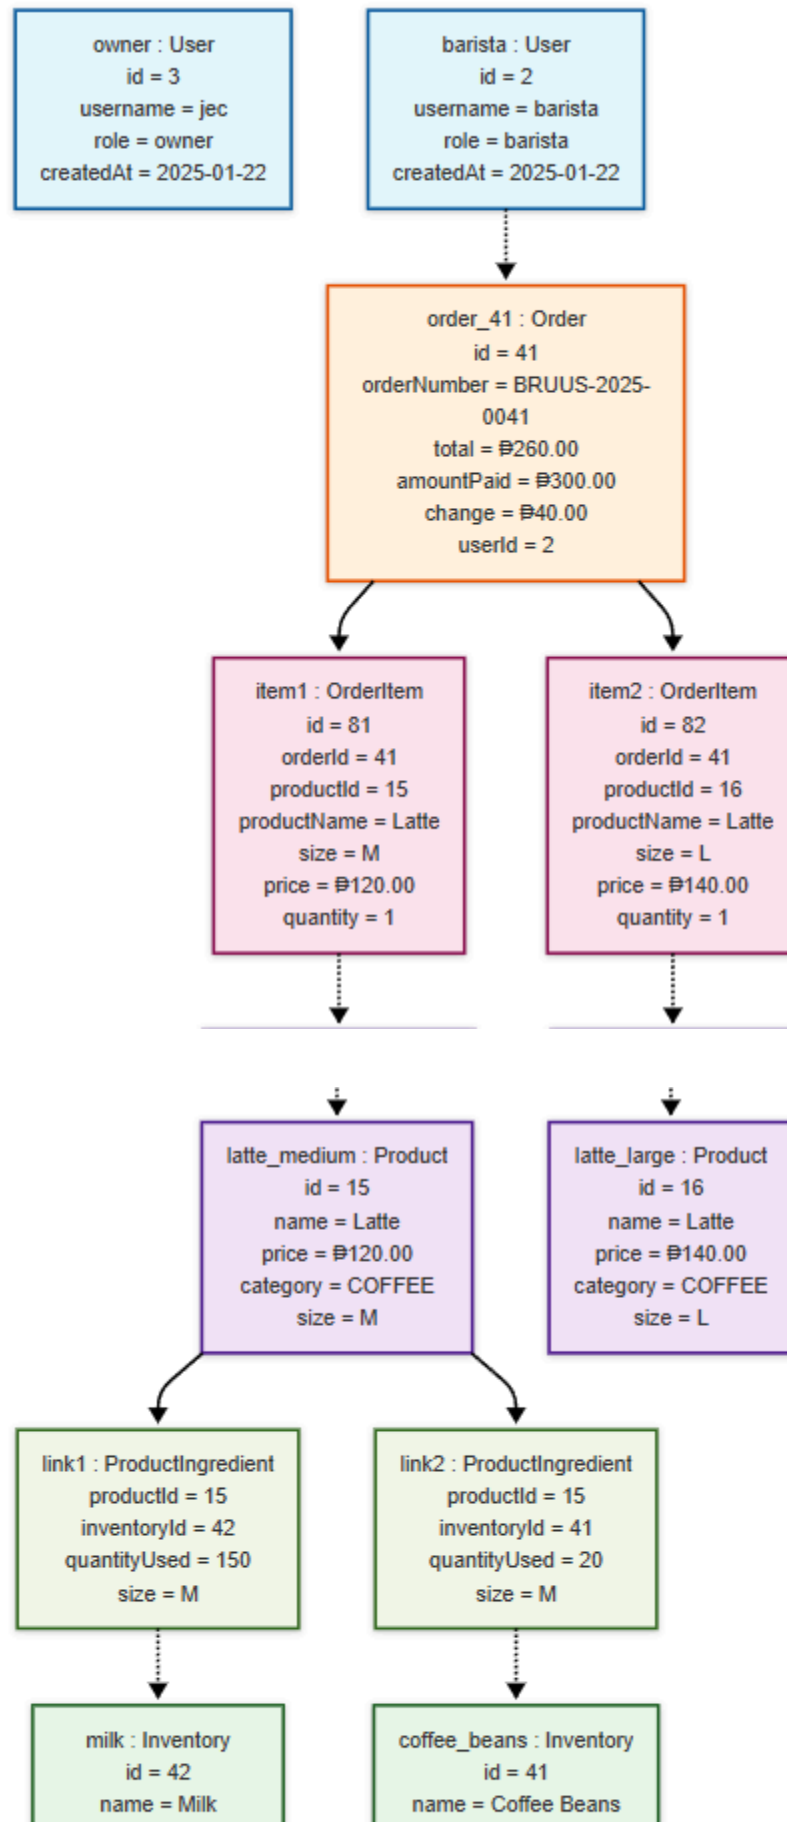 owner : User
id = 3
username = jec
role = owner
createdAt = 2025-01-22
barista : User
id = 2
username = barista
role = barista
createdAt = 2025-01-22
order_41 : Order
id = 41
orderNumber = BRUUS-2025-
0041
total = ₱260.00
amountPaid = ₱300.00
change = ₱40.00
userId = 2
item1 : OrderItem
id = 81
orderId = 41
productId = 15
productName = Latte
size = M
price = ₱120.00
quantity = 1
item2 : OrderItem
id = 82
orderId = 41
productId = 16
productName = Latte
size = L
price = ₱140.00
quantity = 1
latte_medium : Product
id = 15
name = Latte
price = ₱120.00
category = COFFEE
size = M
latte_large : Product
id = 16
name = Latte
price = ₱140.00
category = COFFEE
size = L
link1 : ProductIngredient
productId = 15
inventoryId = 42
quantityUsed = 150
size = M
link2 : ProductIngredient
productId = 15
inventoryId = 41
quantityUsed = 20
size = M
milk : Inventory
id = 42
name = Milk
coffee_beans : Inventory
id = 41
name = Coffee Beans